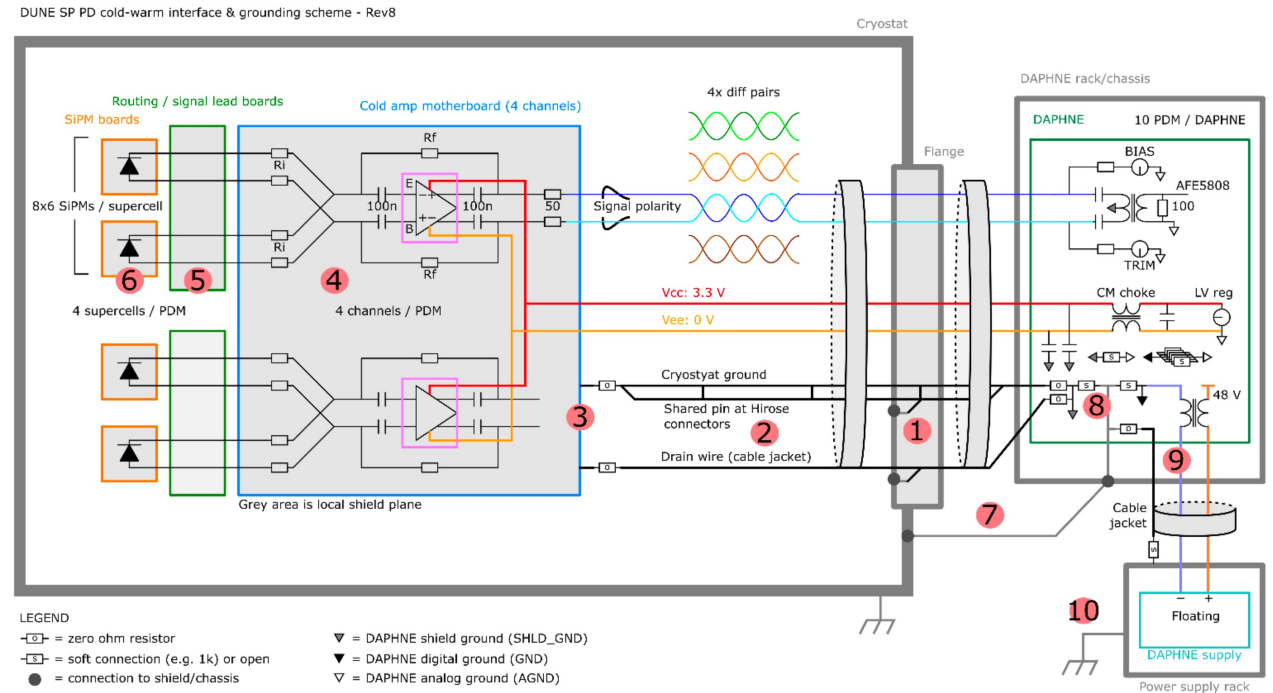 DUNE SP PD cold-warm interface & grounding scheme - Rev8
Cryostat
DAPHNE rack/chassis
Routing / signal lead boards
Cold amp motherboard (4 channels)
4x diff pairs
SiPM boards
DAPHNE
10 PDM / DAPHNE
Flange
Rf
BIAS
Ri
E
AFE5808
8x6 SiPMs / supercell
100n
100n
50
Signal polarity
100
B
Ri
Rf
TRIM
6
5
4
Vcc: 3.3 V
CM choke
LV reg
4 supercells / PDM
4 channels / PDM
Vee: 0 V
S
S
Cryostyat ground
O
O
S
S
48 V
Shared pin at Hirose
connectors
O
8
3
2
1
O
Drain wire (cable jacket)
O
9
Grey area is local shield plane
7
Cable
jacket
S
10
− +
Floating
DAPHNE supply
Power supply rack
LEGEND
O = zero ohm resistor
S = soft connection (e.g. 1k) or open
= connection to shield/chassis
= DAPHNE shield ground (SHLD_GND)
= DAPHNE digital ground (GND)
= DAPHNE analog ground (AGND)